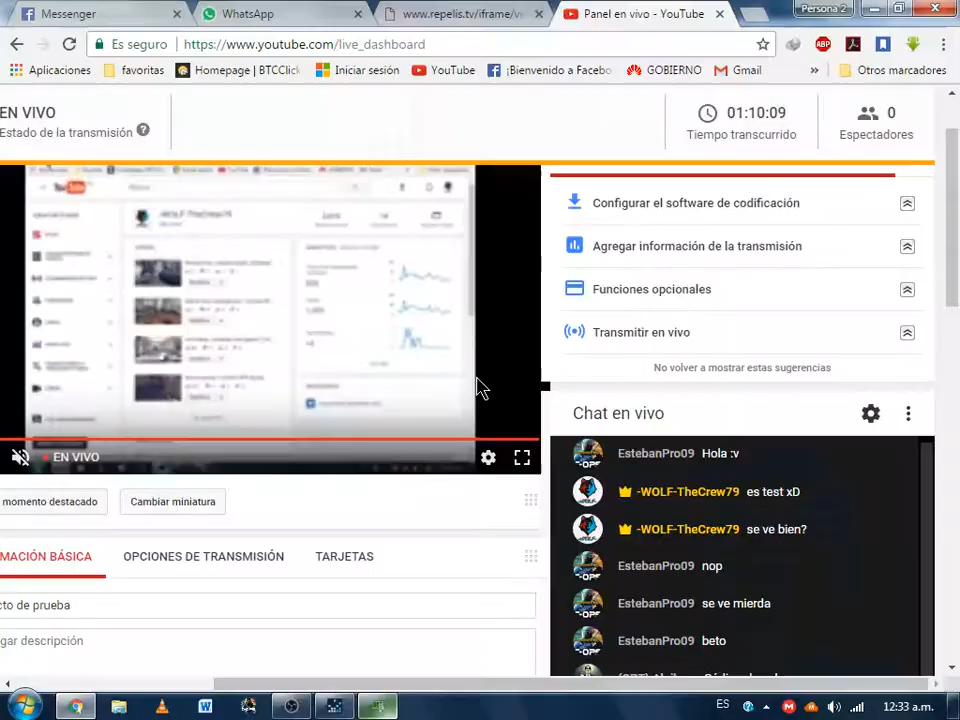 Messenger
WhatsApp
www.repelis.tv/iframe/v
Panel en vivo - YouTube
Persona 2
Es seguro
https://www.youtube.com/live_dashboard
Aplicaciones
favoritas
Homepage | BTCClick
Iniciar sesión
YouTube
¡Bienvenido a Facebo
GOBIERNO
Gmail
»
Otros marcadores
EN VIVO
Estado de la transmisión
01:10:09
Tiempo transcurrido
0
Espectadores
Configurar el software de codificación
Agregar información de la transmisión
Funciones opcionales
Transmitir en vivo
No volver a mostrar estas sugerencias
Chat en vivo
EstebanPro09 Hola :v
-WOLF-TheCrew79 es test xD
-WOLF-TheCrew79 se ve bien?
EstebanPro09 nop
EstebanPro09 se ve mierda
EstebanPro09 beto
EN VIVO
momento destacado
Cambiar miniatura
MACIÓN BÁSICA
OPCIONES DE TRANSMISIÓN
TARJETAS
cto de prueba
gar descripción
ES
12:33 a.m.